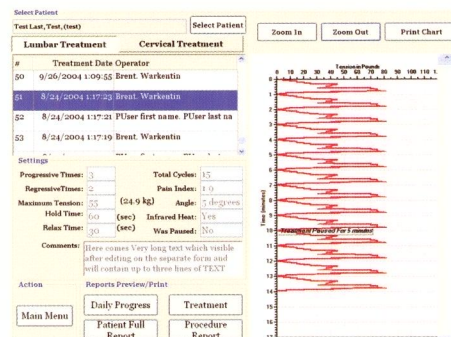 Select Patient
Test Last, Test, (test)
Select Patient
Zoom In
Zoom Out
Print Chart
Lumbar Treatment
Cervical Treatment
# Treatment Date Operator
50 9/26/2004 1:09:55 Brent. Warkentin
51 8/24/2004 1:17:23 Brent. Warkentin
52 8/24/2004 1:17:21 PUser first name. PUser last na
53 8/24/2004 1:17:19 Brent. Warkentin
Settings
Progressive Times: 3
Total Cycles: 15
RegressiveTimes: 2
Pain Index: 1.0
Maximum Tension: 55 (24.9 kg)
Angle: 5 degrees
Hold Time: 60 (sec)
Infrared Heat: Yes
Relax Time: 30 (sec)
Was Paused: No
Comments: Here comes Very long text which visible
after editing on the separate form and
will contain up to three lines of TEXT
Action
Reports Preview/Print
Main Menu
Daily Progress
Treatment
Patient Full
Report
Procedure
Report
Tension in Pounds
0 10 20 30 40 50 60 70 80 90 100 110
Time (minutes)
0
1
2
3
4
5
6
7
8
9
10
11
12
13
14
15
16
17
Treatment Paused For 5 minutes